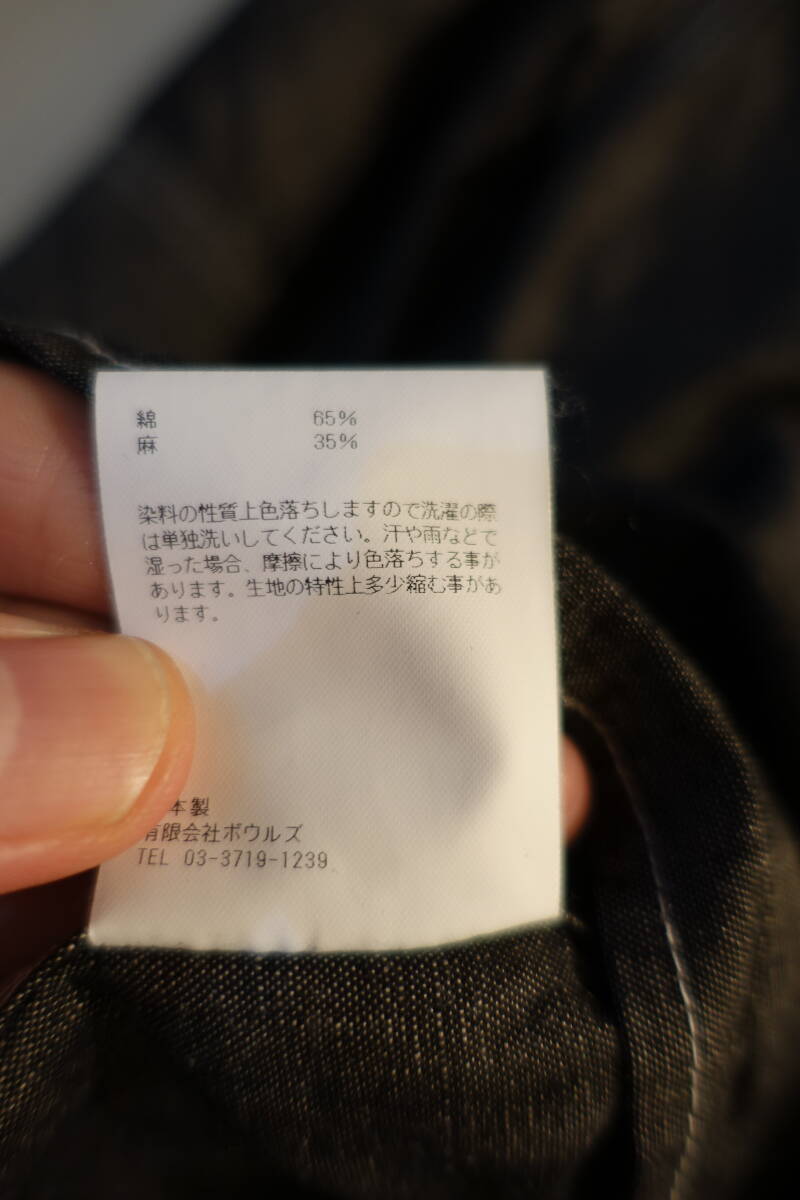 綿 65%
麻 35%
染料の性質上色落ちしますので洗濯の際
は単独洗いしてください。汗や雨などで
湿った場合、摩擦により色落ちする事が
あります。生地の特性上多少縮む事があ
ります。
本製
有限会社ボウルズ
TEL 03-3719-1239